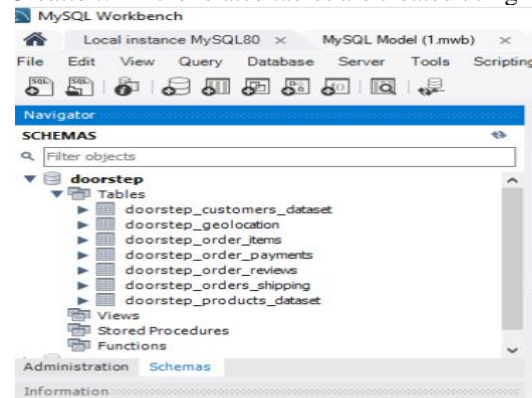 MySQL Workbench
Local instance MySQL80 × MySQL Model (1.mwb) ×
File Edit View Query Database Server Tools Scripting
Navigator
SCHEMAS
Filter objects
doorstep
Tables
doorstep_customers_dataset
doorstep_geolocation
doorstep_order_items
doorstep_order_payments
doorstep_order_reviews
doorstep_orders_shipping
doorstep_products_dataset
Views
Stored Procedures
Functions
Administration Schemas
Information